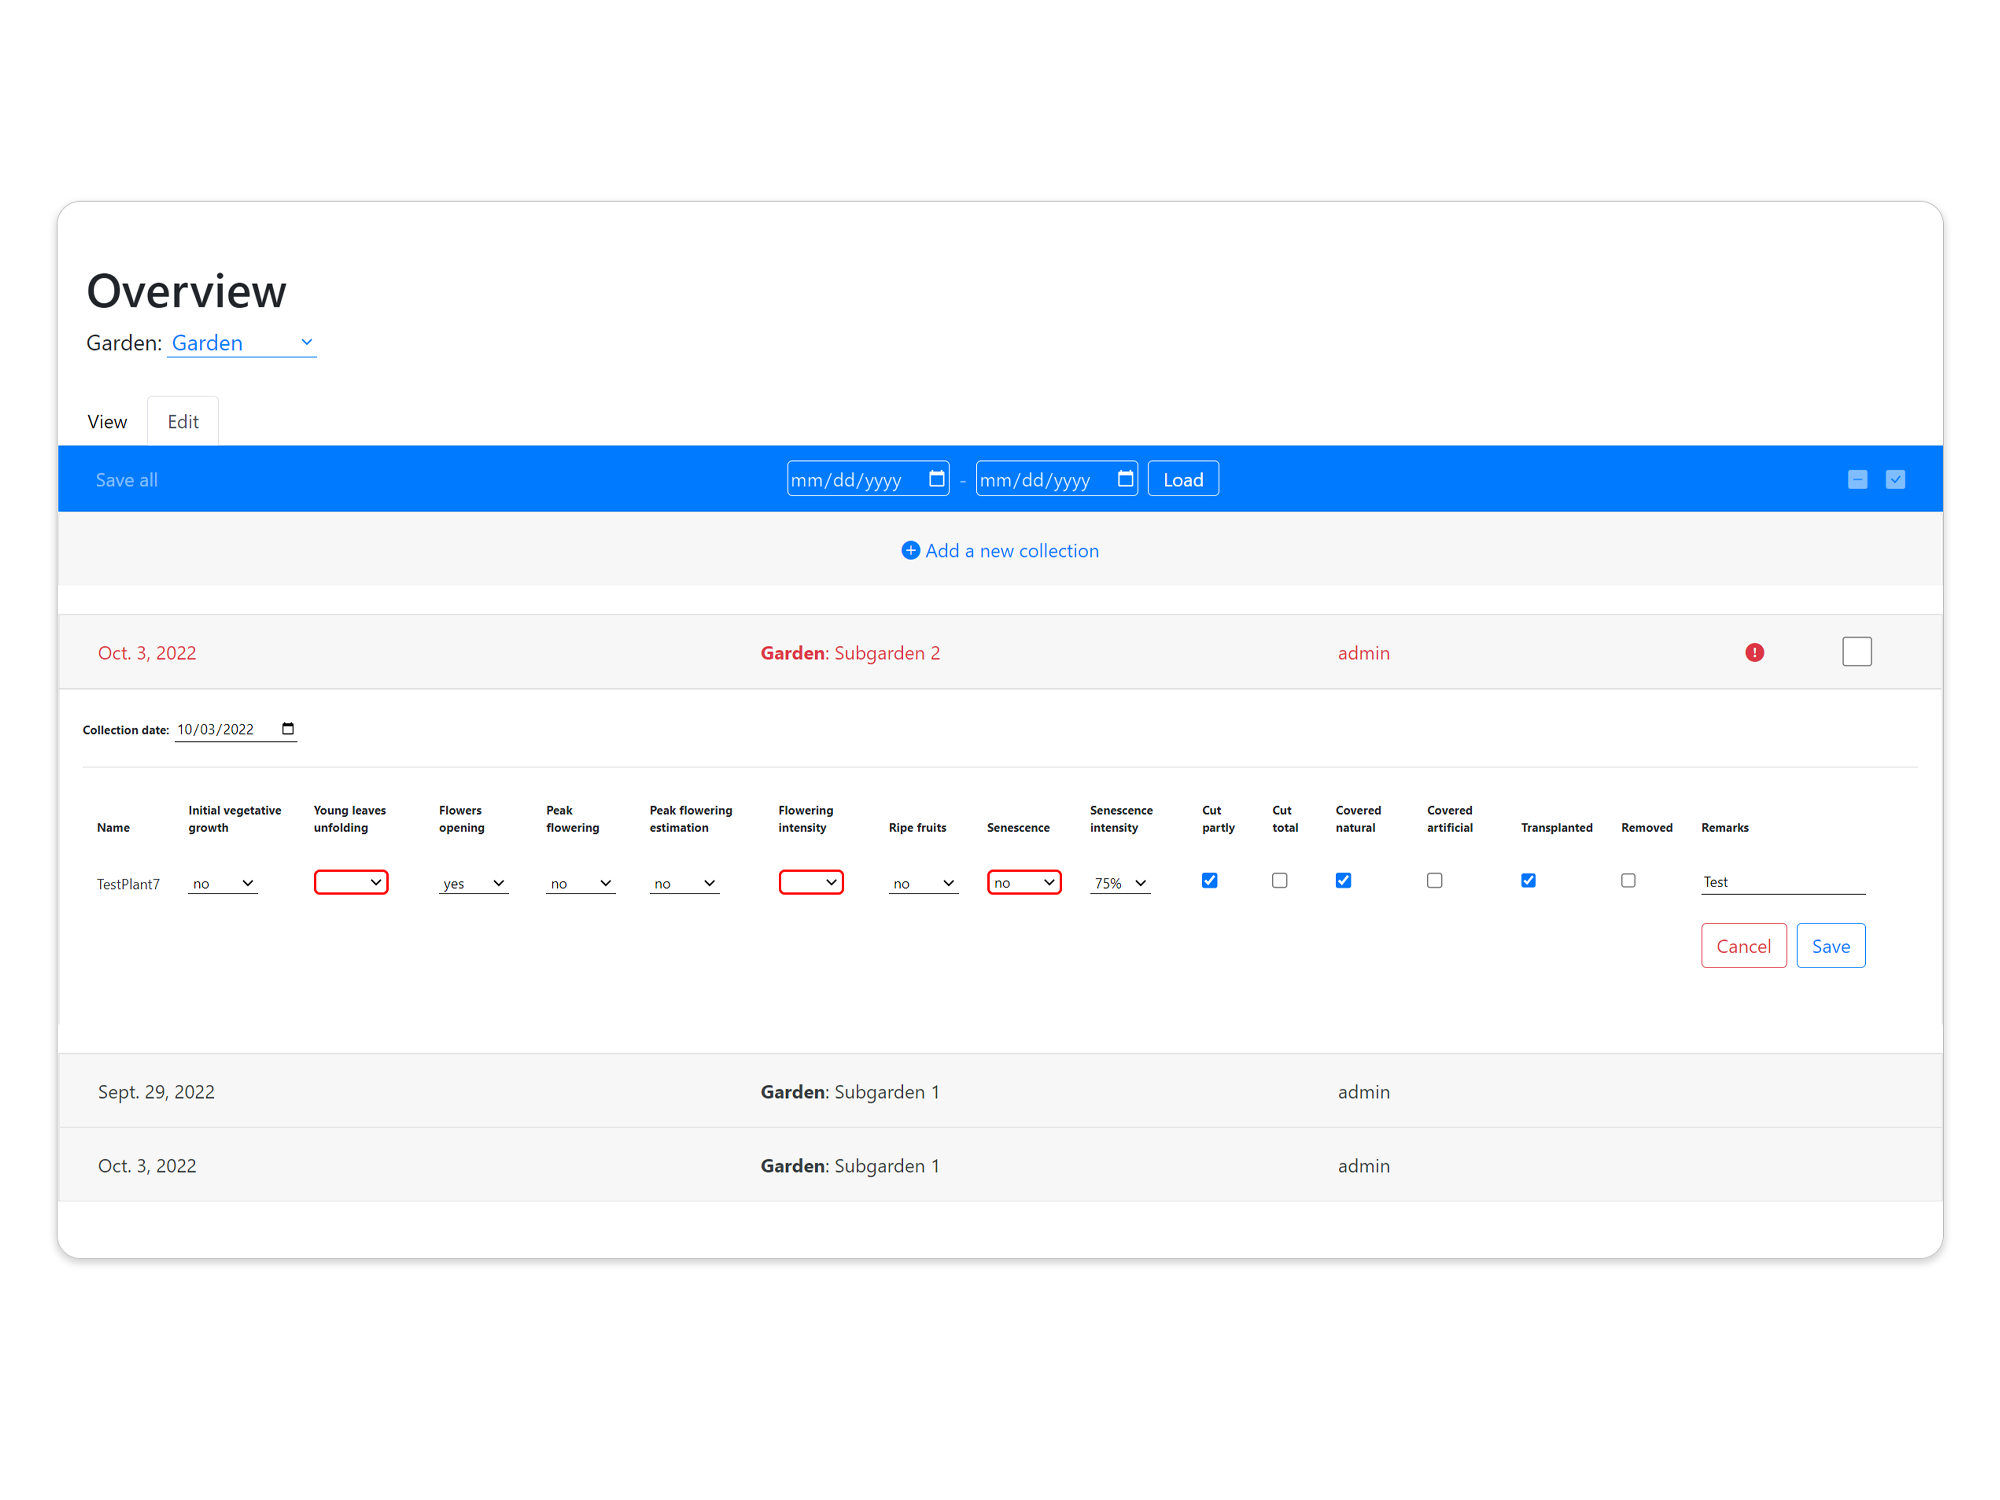 Overview
Garden: Garden
View Edit
Save all mm/dd/yyyy - mm/dd/yyyy Load
Add a new collection
Oct. 3, 2022 Garden: Subgarden 2 admin
Collection date: 10/03/2022
Name Initial vegetative growth Young leaves unfolding Flowers opening Peak flowering Peak flowering estimation Flowering intensity Ripe fruits Senescence Senescence intensity Cut partly Cut total Covered natural Covered artificial Transplanted Removed Remarks
TestPlant7 no yes no no no no 75% Test
Cancel Save
Sept. 29, 2022 Garden: Subgarden 1 admin
Oct. 3, 2022 Garden: Subgarden 1 admin